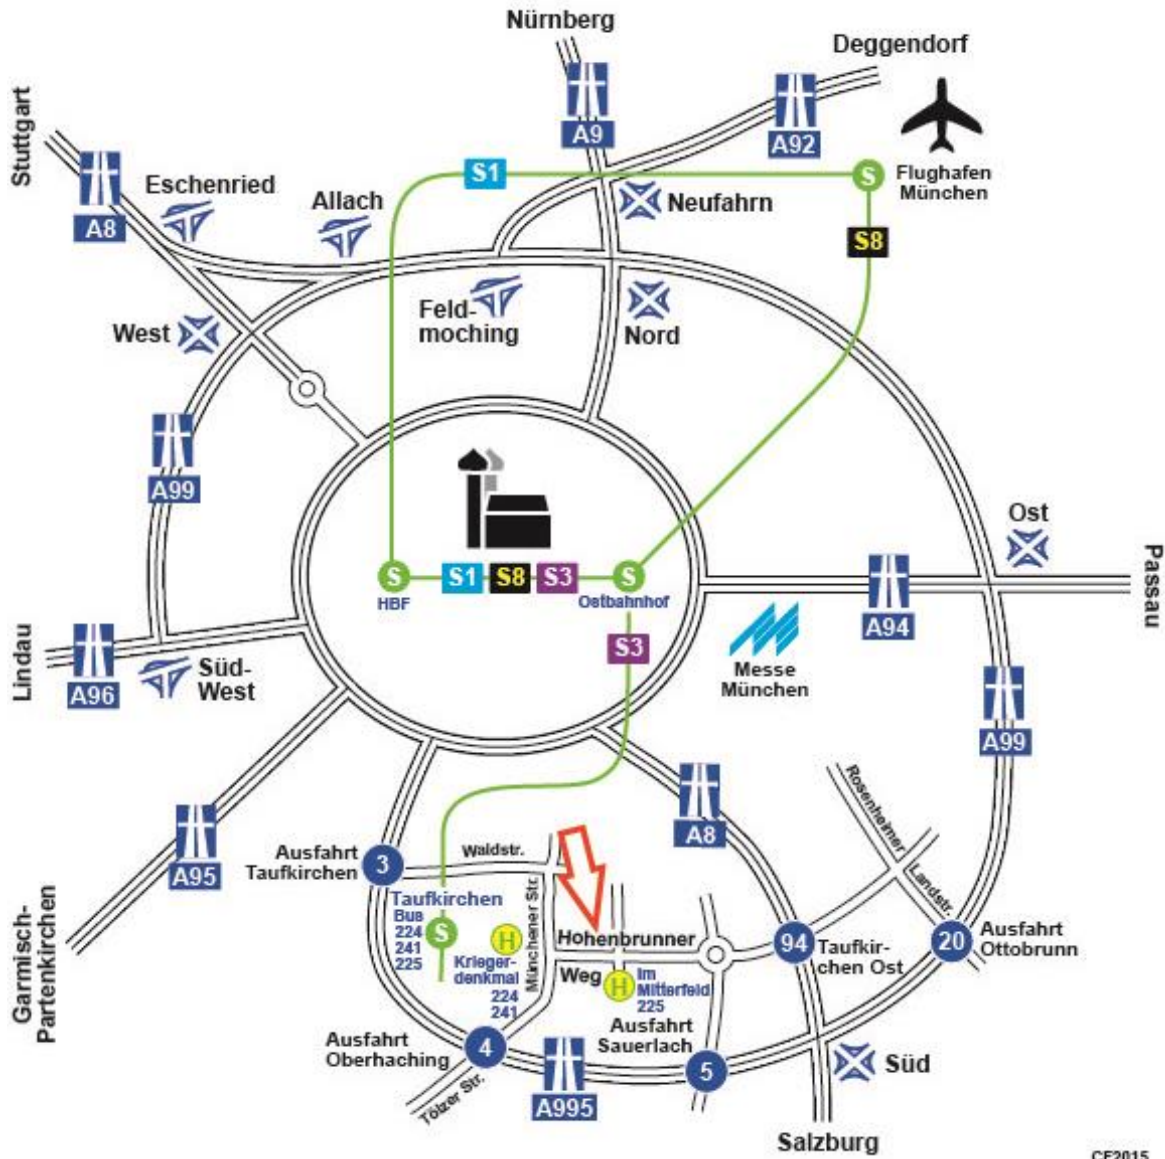 Nürnberg
Deggendorf
Stuttgart
A8
Eschenried
Allach
A9
A92
S1
Neufahrn
S
Flughafen
München
S8
West
Feld-
moching
Nord
A99
Ost
S
HBF
S1
S8
S3
S
Ostbahnhof
S3
A94
Passau
Messe
München
Lindau
A96
Süd-
West
A99
A95
Garmisch-
Partenkirchen
A8
Rosenheimer
Landstr.
Ausfahrt
Taufkirchen
3
Waldstr.
Münchener Str.
Taufkirchen
Bus
224
241
225
S
H
Krieger-
denkmal
224
241
Hohenbrunner
Weg
H
Im
Mitterfeld
225
94
Taufkir-
chen Ost
20
Ausfahrt
Ottobrunn
Ausfahrt
Oberhaching
4
Tölzer Str.
A995
Ausfahrt
Sauerlach
5
Süd
Salzburg
CF2015